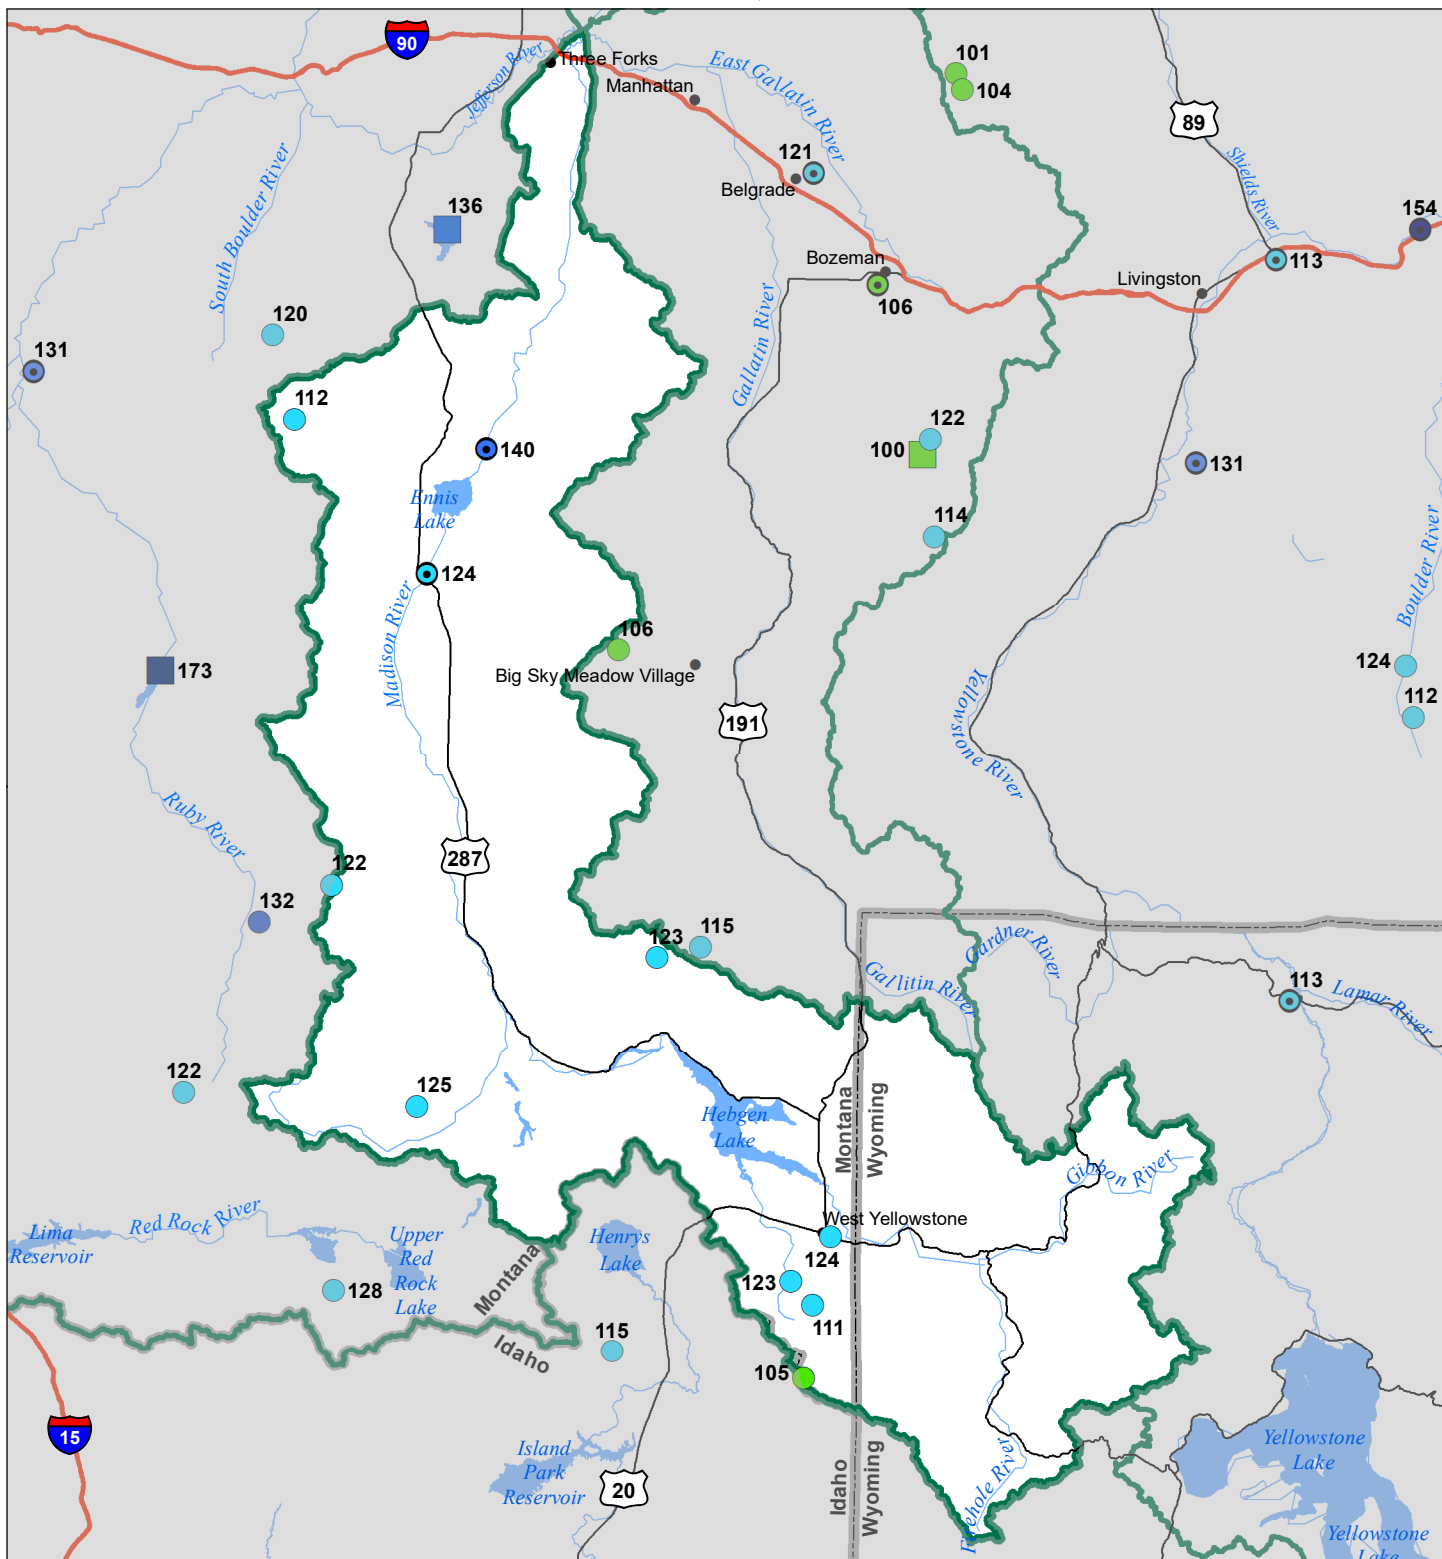 90
Three Forks
Jefferson River
Manhattan
East Gallatin River
101
104
89
Shields River
121
Belgrade
South Boulder River
136
154
Bozeman
113
Livingston
106
120
131
Gallatin River
112
122
140
100
131
Ennis
Lake
114
Boulder River
124
Madison River
106
124
173
Big Sky Meadow Village
112
191
Yellowstone River
Ruby River
287
122
132
115
123
Gardner River
Gallitin River
113
Lamar River
122
125
Hebgen
Lake
Montana
Wyoming
Gibbon River
Red Rock River
Lima
Reservoir
Upper
Red
Rock
Lake
Henrys
Lake
West Yellowstone
124
123
128
Montana
Idaho
111
115
105
15
Island
Park
Reservoir
20
Idaho
Wyoming
Firehole River
Yellowstone
Lake
Yellowstone
Lake